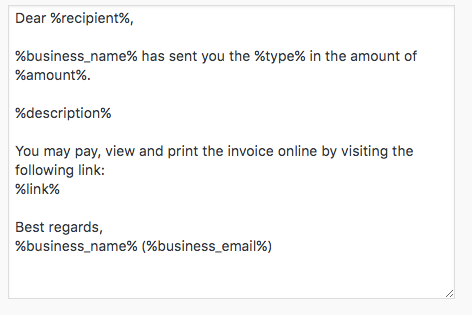 Dear %recipient%,
%business_name% has sent you the %type% in the amount of
%amount%.
%description%
You may pay, view and print the invoice online by visiting the
following link:
%link%
Best regards,
%business_name% (%business_email%)